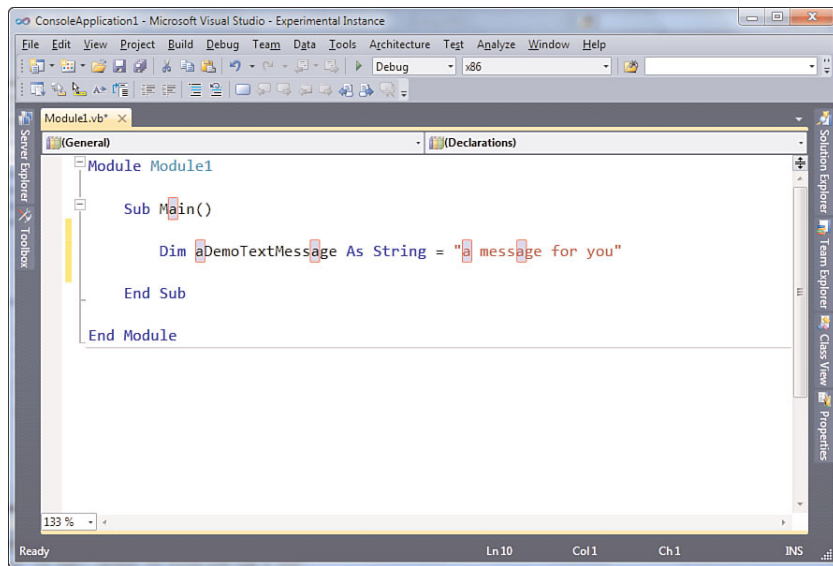 ConsoleApplication1 - Microsoft Visual Studio - Experimental Instance
File Edit View Project Build Debug Team Data Tools Architecture Test Analyze Window Help
Debug x86
Module1.vb* ×
(General) (Declarations)
Module Module1
Sub Main()
Dim aDemoTextMessage As String = "a message for you"
End Sub
End Module
Server Explorer
Toolbox
Solution Explorer
Team Explorer
Class View
Properties
133 %
Ready Ln 10 Col 1 Ch 1 INS